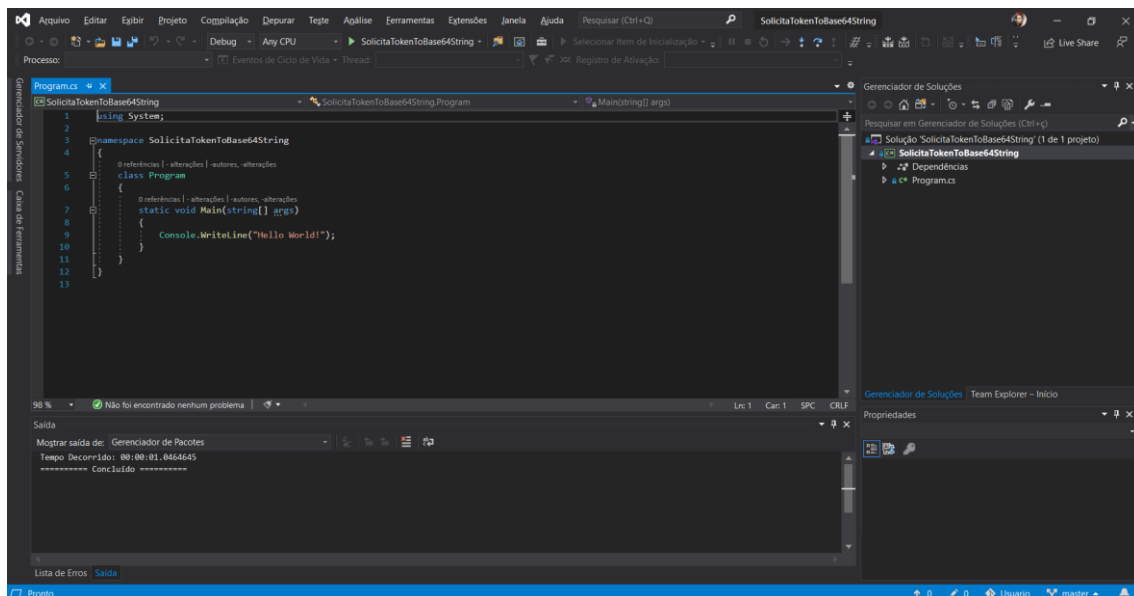 Arquivo Editar Exibir Projeto Compilação Depurar Teste Análise Ferramentas Extensões Janela Ajuda Pesquisar (Ctrl+Q) SolicitaTokenToBase64String
Debug Any CPU SolicitaTokenToBase64String Selecionar Item de Inicialização Live Share
Processo: Eventos de Ciclo de Vida Thread: Registro de Ativação:
Gerenciador de Servidores
Caixa de Ferramentas
Program.cs
SolicitaTokenToBase64String SolicitaTokenToBase64String.Program Main(string[] args)
1 using System;
2
3 namespace SolicitaTokenToBase64String
4 {
0 referências | - alterações | -autores, -alterações
5 class Program
6 {
0 referências | - alterações | -autores, -alterações
7 static void Main(string[] args)
8 {
9 Console.WriteLine("Hello World!");
10 }
11 }
12 }
13
98 % Não foi encontrado nenhum problema Ln: 1 Car: 1 SPC CRLF
Saída
Mostrar saída de: Gerenciador de Pacotes
Tempo Decorrido: 00:00:01.0464645
========== Concluído ==========
Lista de Erros Saída
Gerenciador de Soluções
Pesquisar em Gerenciador de Soluções (Ctrl+ç)
Solução 'SolicitaTokenToBase64String' (1 de 1 projeto)
SolicitaTokenToBase64String
Dependências
C# Program.cs
Gerenciador de Soluções Team Explorer – Início
Propriedades
Pronto 0 0 Usuario master